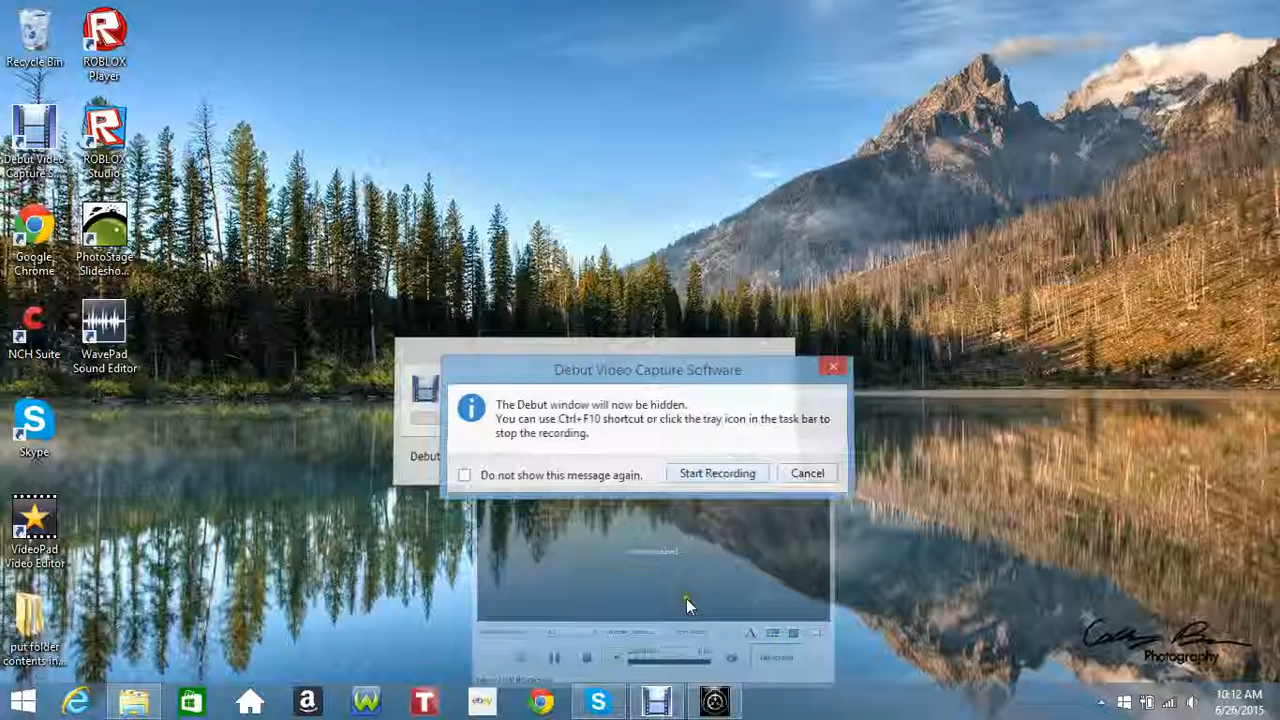 Recycle Bin
ROBLOX
Player
Debut Video
Capture S...
ROBLOX
Studio
Google
Chrome
PhotoStage
Slidesho...
NCH Suite
WavePad
Sound Editor
Skype
VideoPad
Video Editor
put folder
contents in...
Debut Video Capture Software
The Debut window will now be hidden.
You can use Ctrl+F10 shortcut or click the tray icon in the task bar to
stop the recording.
Do not show this message again.
Start Recording
Cancel
Debut
Photography
amazon
ebay
10:12 AM
6/26/2015